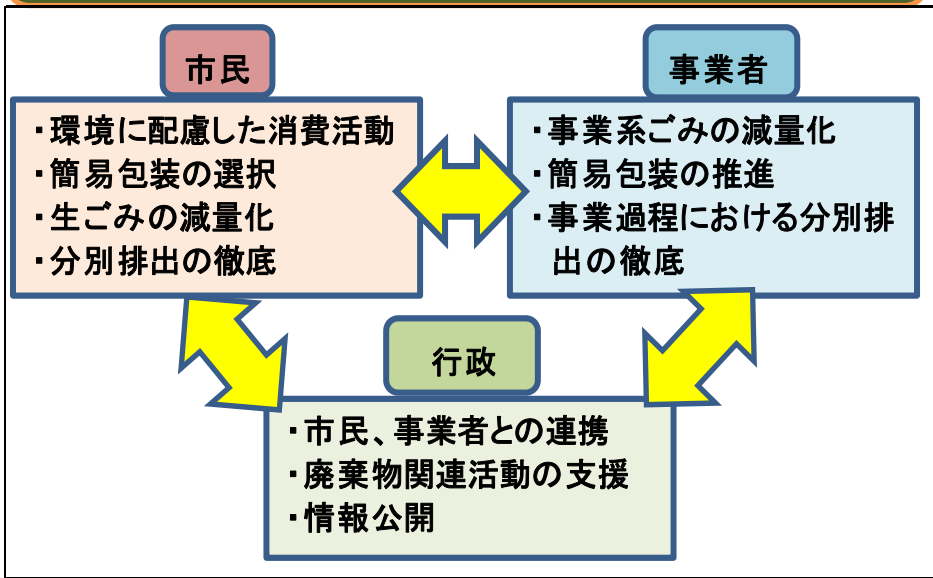 市民
・環境に配慮した消費活動
・簡易包装の選択
・生ごみの減量化
・分別排出の徹底
事業者
・事業系ごみの減量化
・簡易包装の推進
・事業過程における分別排
出の徹底
行政
・市民、事業者との連携
・廃棄物関連活動の支援
・情報公開